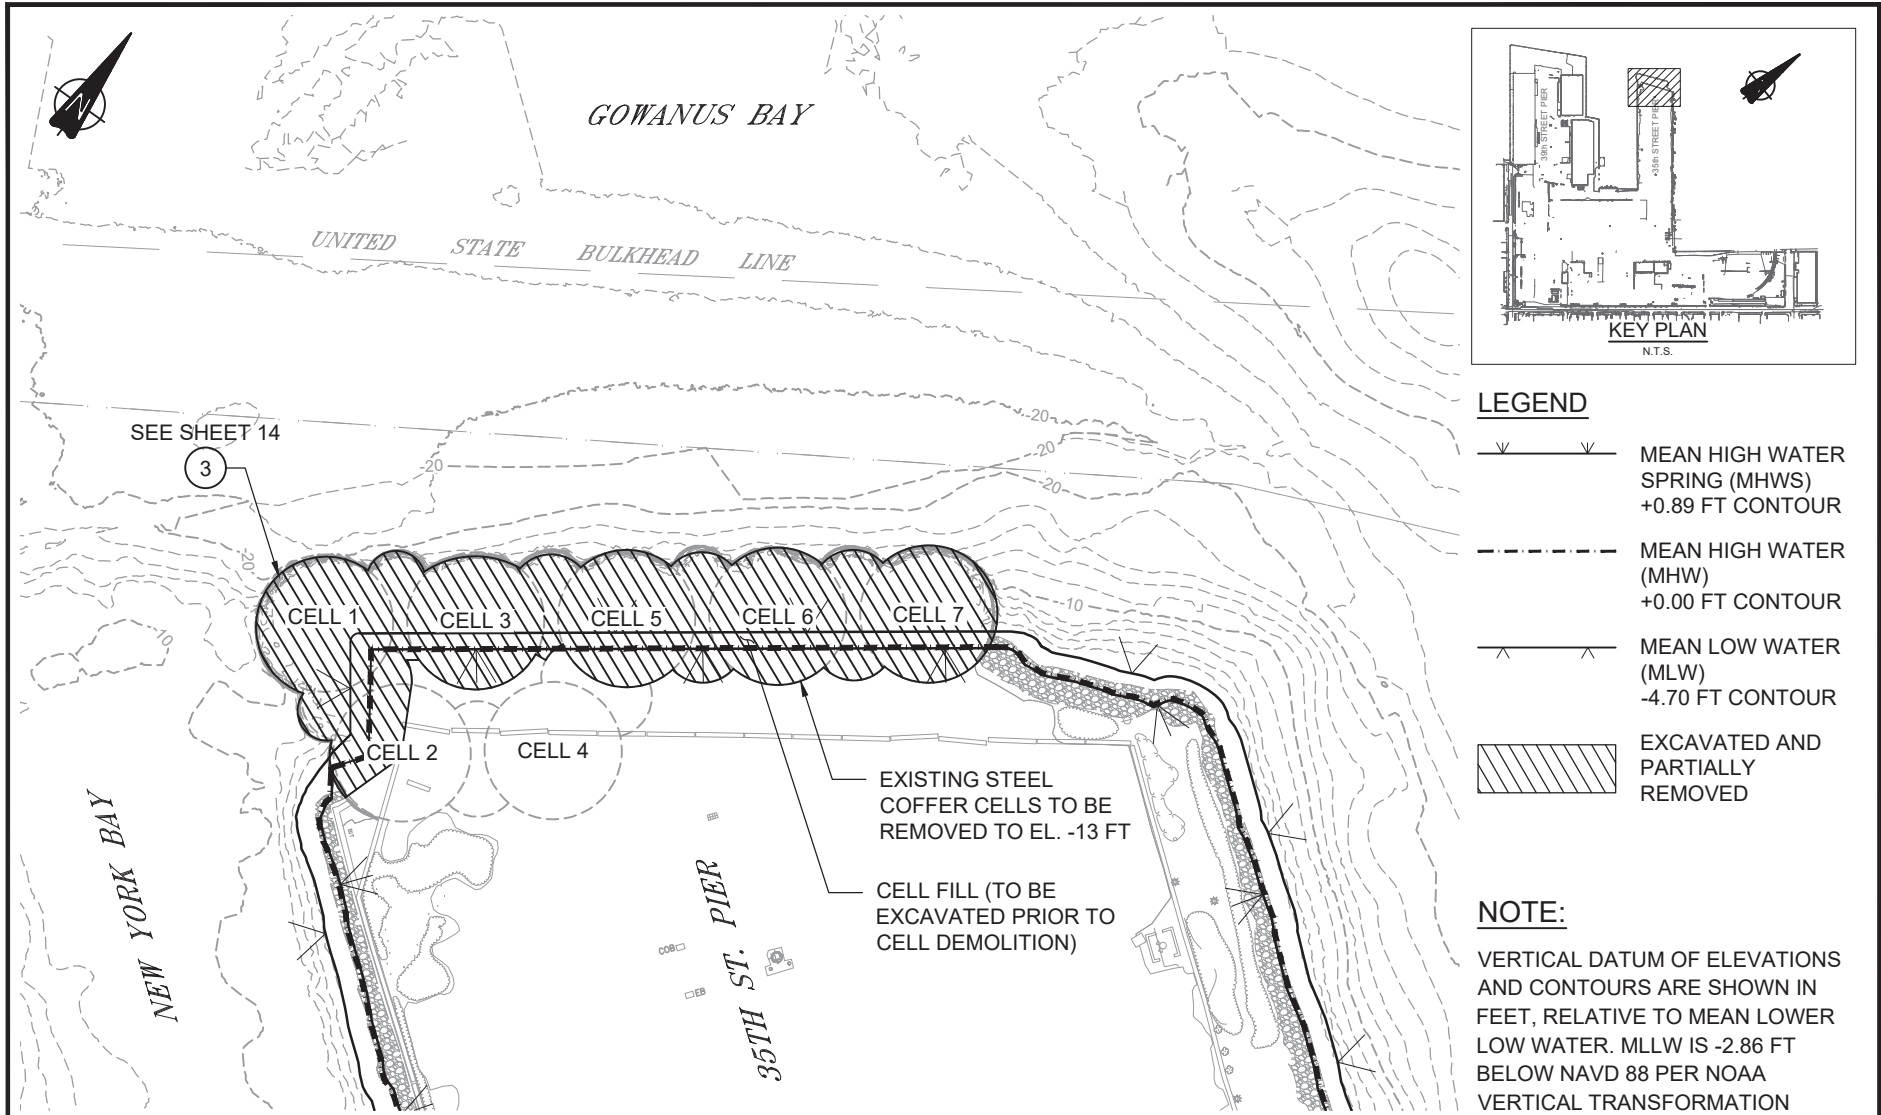 GOWANUS BAY
UNITED STATE BULKHEAD LINE
N
SEE SHEET 14
3
-20
-20
-20
-20
-20
-10
-10
CELL 1
CELL 3
CELL 5
CELL 6
CELL 7
CELL 2
CELL 4
EXISTING STEEL
COFFER CELLS TO BE
REMOVED TO EL. -13 FT
CELL FILL (TO BE
EXCAVATED PRIOR TO
CELL DEMOLITION)
NEW YORK BAY
35TH ST. PIER
COB
EB
39th STREET PIER
35th STREET PIER
KEY PLAN
N.T.S.
LEGEND
MEAN HIGH WATER
SPRING (MHWS)
+0.89 FT CONTOUR
MEAN HIGH WATER
(MHW)
+0.00 FT CONTOUR
MEAN LOW WATER
(MLW)
-4.70 FT CONTOUR
EXCAVATED AND
PARTIALLY
REMOVED
NOTE:
VERTICAL DATUM OF ELEVATIONS
AND CONTOURS ARE SHOWN IN
FEET, RELATIVE TO MEAN LOWER
LOW WATER. MLLW IS -2.86 FT
BELOW NAVD 88 PER NOAA
VERTICAL TRANSFORMATION